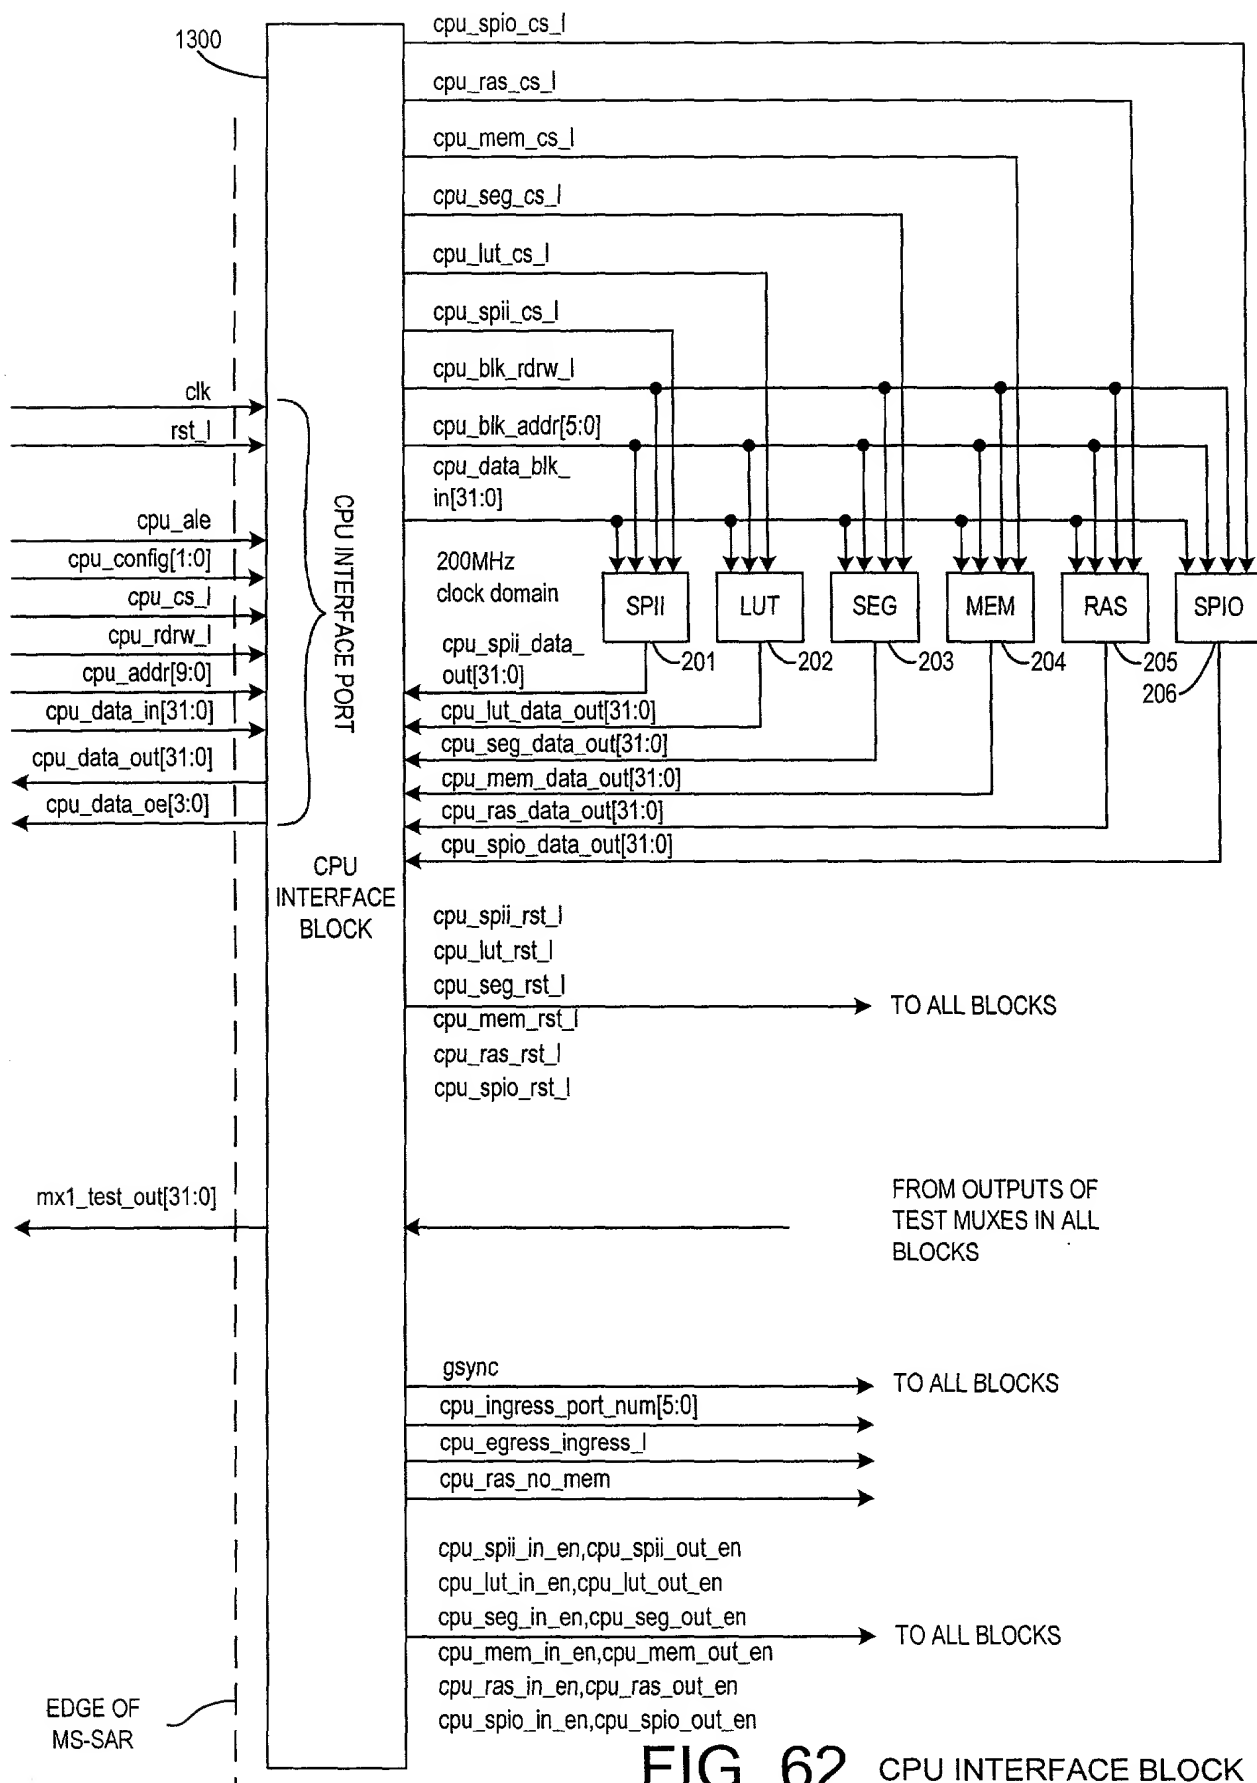 1300
cpu_spio_cs_l
cpu_ras_cs_l
cpu_mem_cs_l
cpu_seg_cs_l
cpu_lut_cs_l
cpu_spii_cs_l
cpu_blk_rdrw_l
cpu_blk_addr[5:0]
cpu_data_blk_
in[31:0]
clk
rst_l
cpu_ale
cpu_config[1:0]
cpu_cs_l
cpu_rdrw_l
cpu_addr[9:0]
cpu_data_in[31:0]
cpu_data_out[31:0]
cpu_data_oe[3:0]
CPU INTERFACE PORT
200MHz
clock domain
SPII
LUT
SEG
MEM
RAS
SPIO
201
202
203
204
205
206
cpu_spii_data_
out[31:0]
cpu_lut_data_out[31:0]
cpu_seg_data_out[31:0]
cpu_mem_data_out[31:0]
cpu_ras_data_out[31:0]
cpu_spio_data_out[31:0]
CPU
INTERFACE
BLOCK
cpu_spii_rst_l
cpu_lut_rst_l
cpu_seg_rst_l
cpu_mem_rst_l
cpu_ras_rst_l
cpu_spio_rst_l
TO ALL BLOCKS
mx1_test_out[31:0]
FROM OUTPUTS OF
TEST MUXES IN ALL
BLOCKS
gsync
TO ALL BLOCKS
cpu_ingress_port_num[5:0]
cpu_egress_ingress_l
cpu_ras_no_mem
cpu_spii_in_en,cpu_spii_out_en
cpu_lut_in_en,cpu_lut_out_en
cpu_seg_in_en,cpu_seg_out_en
cpu_mem_in_en,cpu_mem_out_en
cpu_ras_in_en,cpu_ras_out_en
cpu_spio_in_en,cpu_spio_out_en
TO ALL BLOCKS
EDGE OF
MS-SAR
FIG. 62 CPU INTERFACE BLOCK